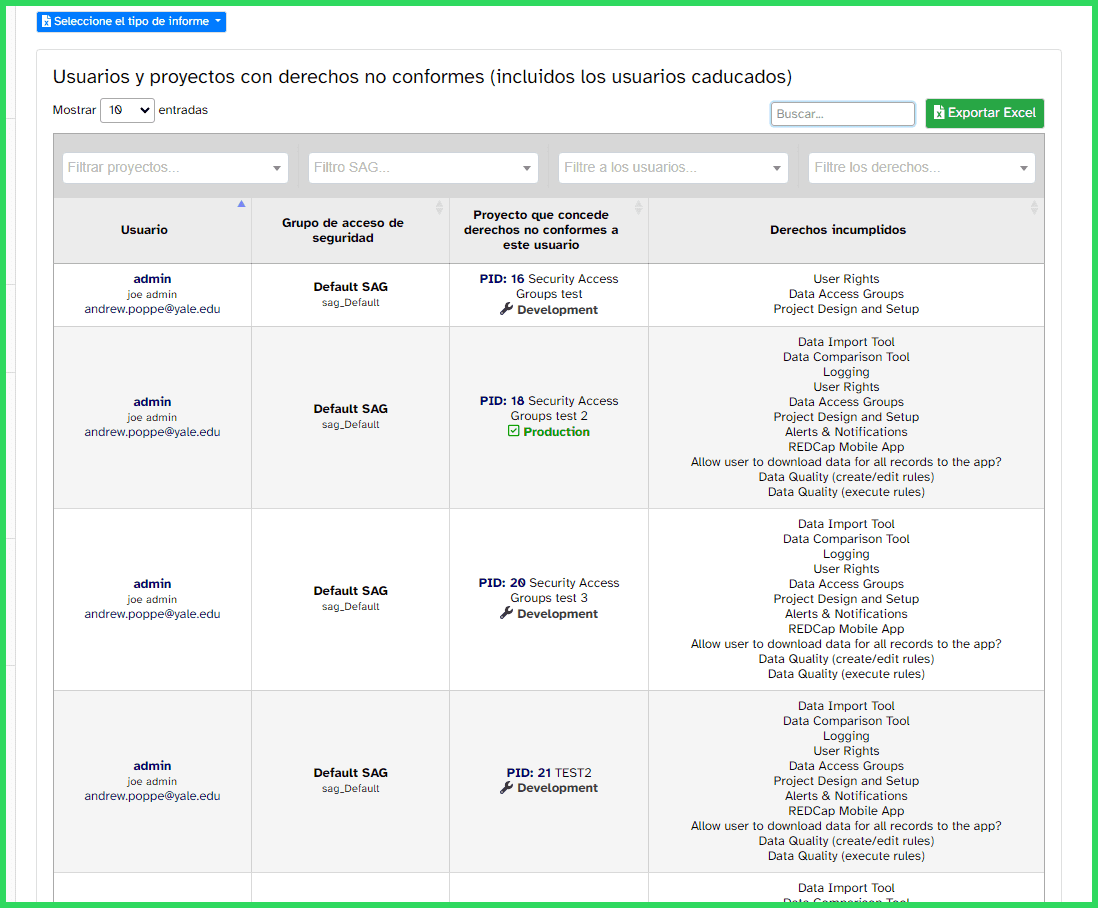 Seleccione el tipo de informe
Usuarios y proyectos con derechos no conformes (incluidos los usuarios caducados)
Mostrar 10 entradas
Buscar...
Exportar Excel
Filtrar proyectos...
Filtro SAG...
Filtre a los usuarios...
Filtre los derechos...
Usuario
Grupo de acceso de
seguridad
Proyecto que concede
derechos no conformes a
este usuario
Derechos incumplidos
admin
joe admin
andrew.poppe@yale.edu
Default SAG
sag_Default
PID: 16 Security Access
Groups test
Development
User Rights
Data Access Groups
Project Design and Setup
admin
joe admin
andrew.poppe@yale.edu
Default SAG
sag_Default
PID: 18 Security Access
Groups test 2
Production
Data Import Tool
Data Comparison Tool
Logging
User Rights
Data Access Groups
Project Design and Setup
Alerts & Notifications
REDCap Mobile App
Allow user to download data for all records to the app?
Data Quality (create/edit rules)
Data Quality (execute rules)
admin
joe admin
andrew.poppe@yale.edu
Default SAG
sag_Default
PID: 20 Security Access
Groups test 3
Development
Data Import Tool
Data Comparison Tool
Logging
User Rights
Data Access Groups
Project Design and Setup
Alerts & Notifications
REDCap Mobile App
Allow user to download data for all records to the app?
Data Quality (create/edit rules)
Data Quality (execute rules)
admin
joe admin
andrew.poppe@yale.edu
Default SAG
sag_Default
PID: 21 TEST2
Development
Data Import Tool
Data Comparison Tool
Logging
User Rights
Data Access Groups
Project Design and Setup
Alerts & Notifications
REDCap Mobile App
Allow user to download data for all records to the app?
Data Quality (create/edit rules)
Data Quality (execute rules)
Data Import Tool
Data Comparison Tool